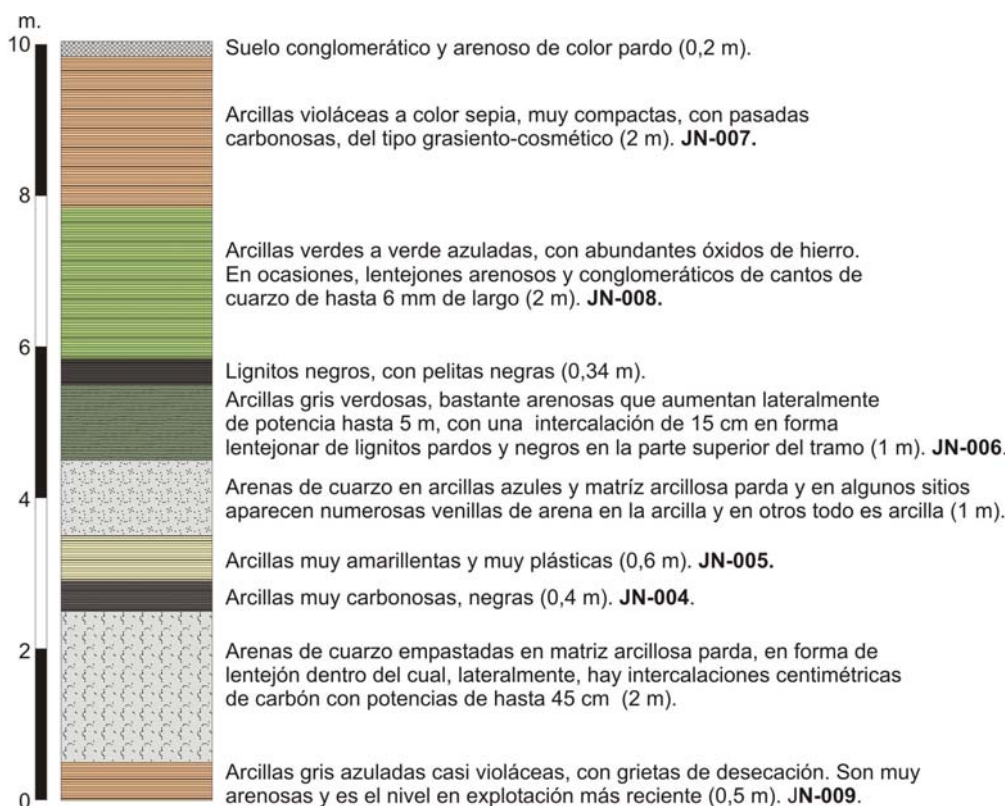 m.
10
Suelo conglomerático y arenoso de color pardo (0,2 m).
Arcillas violáceas a color sepia, muy compactas, con pasadas
carbonosas, del tipo grasiento-cosmético (2 m). JN-007.
8
Arcillas verdes a verde azuladas, con abundantes óxidos de hierro.
En ocasiones, lentejones arenosos y conglomeráticos de cantos de
cuarzo de hasta 6 mm de largo (2 m). JN-008.
6
Lignitos negros, con pelitas negras (0,34 m).
Arcillas gris verdosas, bastante arenosas que aumentan lateralmente
de potencia hasta 5 m, con una intercalación de 15 cm en forma
lentejonar de lignitos pardos y negros en la parte superior del tramo (1 m). JN-006.
4
Arenas de cuarzo en arcillas azules y matríz arcillosa parda y en algunos sitios
aparecen numerosas venillas de arena en la arcilla y en otros todo es arcilla (1 m).
Arcillas muy amarillentas y muy plásticas (0,6 m). JN-005.
Arcillas muy carbonosas, negras (0,4 m). JN-004.
2
Arenas de cuarzo empastadas en matriz arcillosa parda, en forma de
lentejón dentro del cual, lateralmente, hay intercalaciones centimétricas
de carbón con potencias de hasta 45 cm (2 m).
Arcillas gris azuladas casi violáceas, con grietas de desecación. Son muy
arenosas y es el nivel en explotación más reciente (0,5 m). JN-009.
0